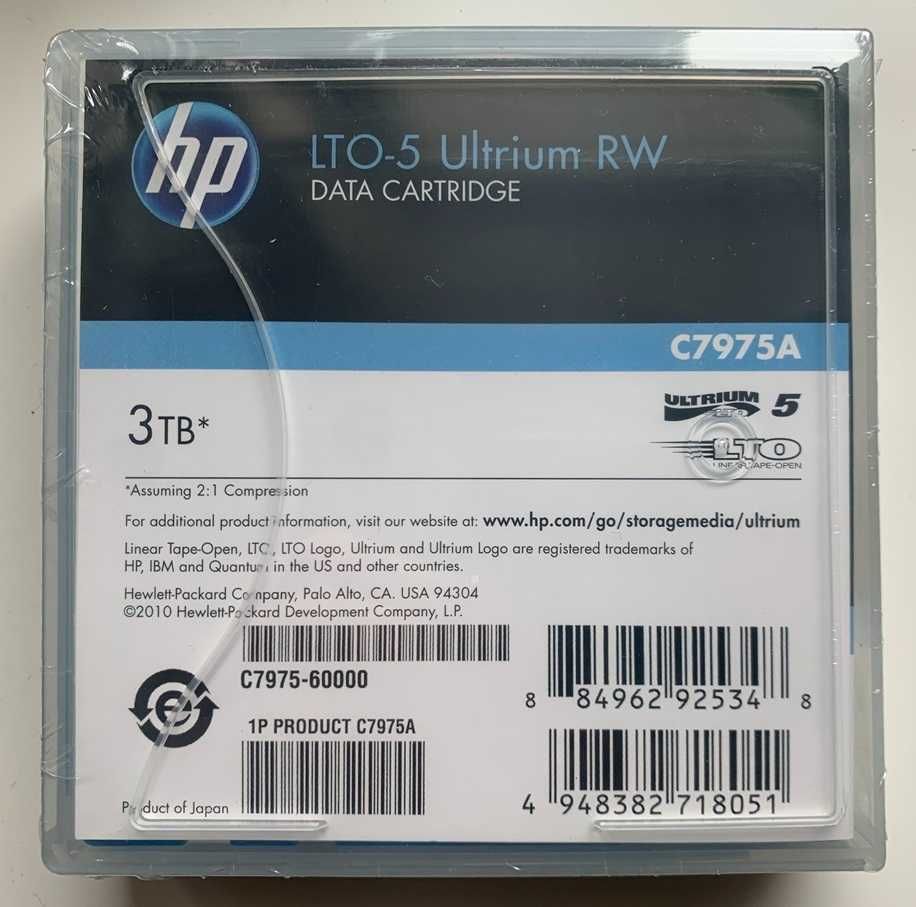 hp
LTO-5 Ultrium RW
DATA CARTRIDGE
C7975A
3TB*
ULTRIUM 5
LTO
LINEAR TAPE-OPEN
*Assuming 2:1 Compression
For additional product information, visit our website at: www.hp.com/go/storagemedia/ultrium
Linear Tape-Open, LTO, LTO Logo, Ultrium and Ultrium Logo are registered trademarks of
HP, IBM and Quantum in the US and other countries.
Hewlett-Packard Company, Palo Alto, CA. USA 94304
©2010 Hewlett-Packard Development Company, L.P.
C7975-60000
8 84962 92534 8
1P PRODUCT C7975A
4 948382 718051
Product of Japan